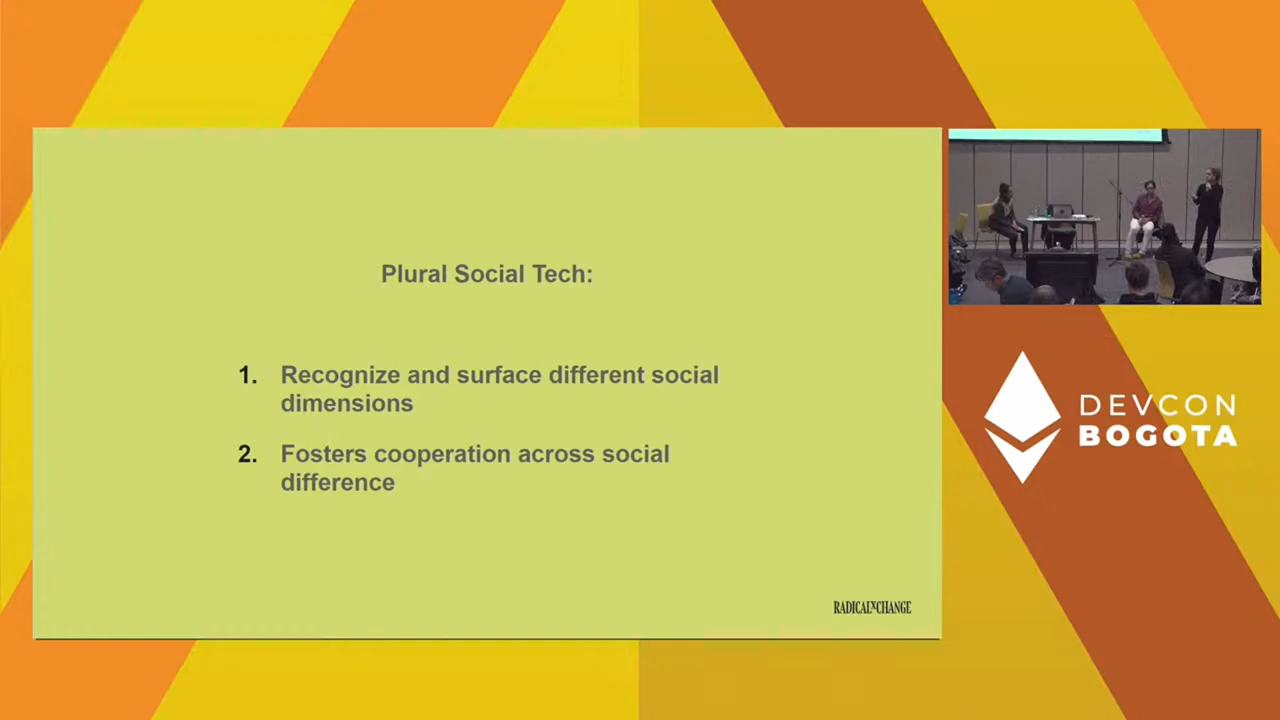 Plural Social Tech:
1. Recognize and surface different social
dimensions
2. Fosters cooperation across social
difference
RADICALXCHANGE
DEVCON
BOGOTA